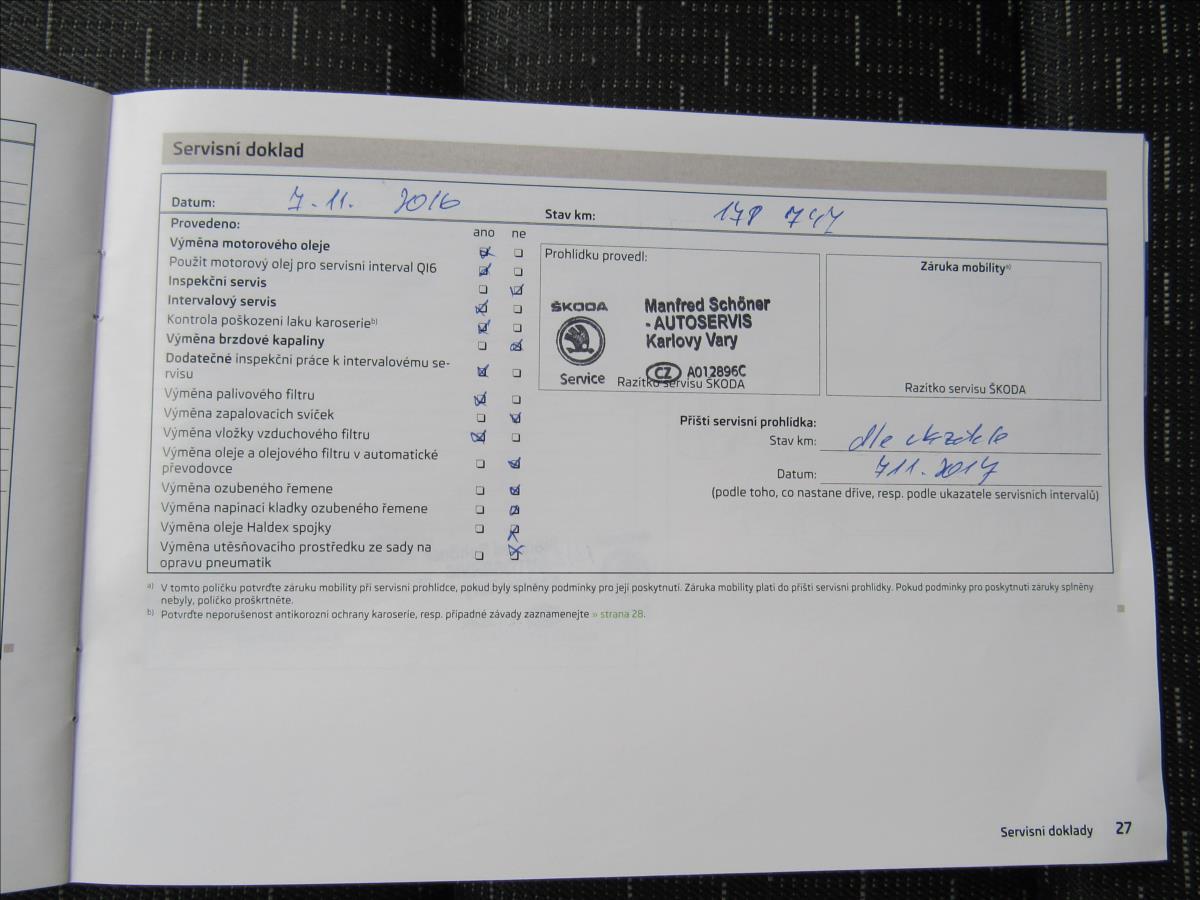 Servisní doklad
Datum: 7.11. 2016
Stav km: 178 747
Provedeno:
ano ne
Výměna motorového oleje
Použit motorový olej pro servisní interval QI6
Inspekční servis
Intervalový servis
Kontrola poškození laku karoserieᵇ⁾
Výměna brzdové kapaliny
Dodatečné inspekční práce k intervalovému se-
rvisu
Výměna palivového filtru
Výměna zapalovacích svíček
Výměna vložky vzduchového filtru
Výměna oleje a olejového filtru v automatické
převodovce
Výměna ozubeného řemene
Výměna napínací kladky ozubeného řemene
Výměna oleje Haldex spojky
Výměna utěsňovacího prostředku ze sady na
opravu pneumatik
Prohlídku provedl:
ŠKODA
Service
Manfred Schöner
- AUTOSERVIS
Karlovy Vary
CZ A012896C
Razítko servisu ŠKODA
Záruka mobilityᵃ⁾
Razítko servisu ŠKODA
Příští servisní prohlídka:
Stav km: dle ukazatele
Datum: 7.11.2017
(podle toho, co nastane dříve, resp. podle ukazatele servisních intervalů)
a) V tomto políčku potvrďte záruku mobility při servisní prohlídce, pokud byly splněny podmínky pro její poskytnutí. Záruka mobility platí do příští servisní prohlídky. Pokud podmínky pro poskytnutí záruky splněny
nebyly, políčko proškrtněte.
b) Potvrďte neporušenost antikorozní ochrany karoserie, resp. případné závady zaznamenejte » strana 28.
Servisní doklady 27